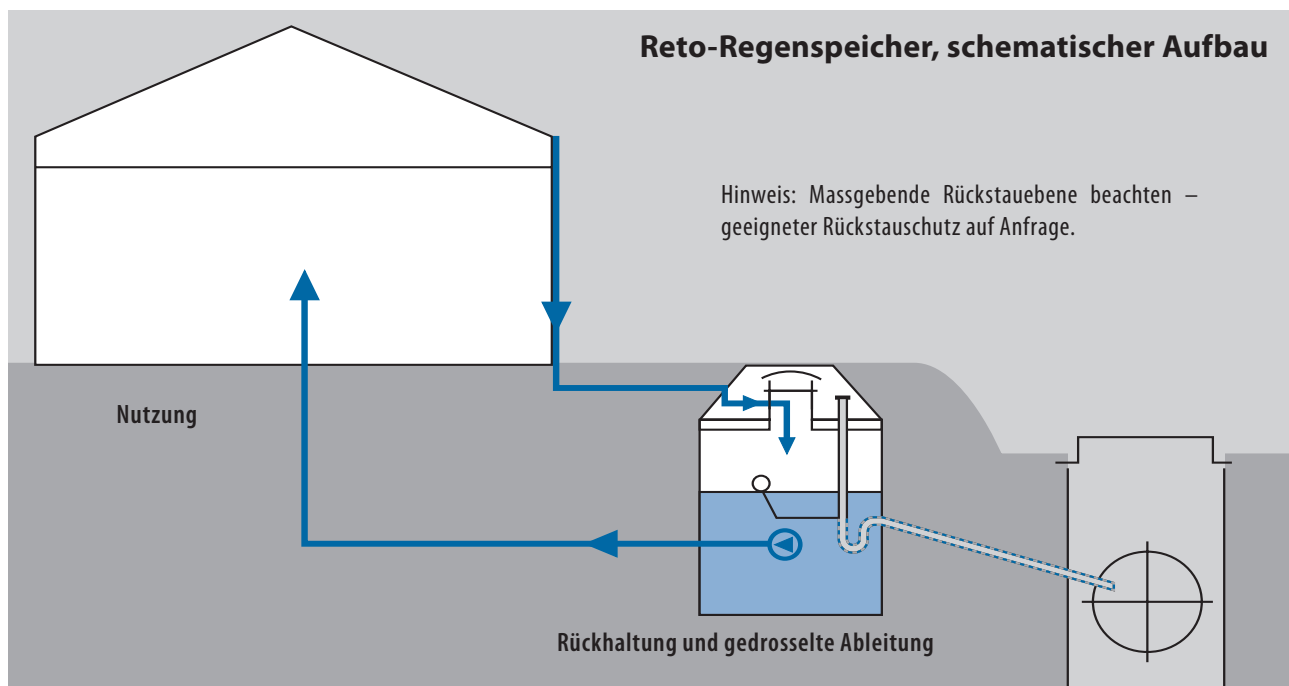 Reto-Regenspeicher, schematischer Aufbau
Hinweis: Massgebende Rückstauebene beachten –
geeigneter Rückstauschutz auf Anfrage.
Nutzung
Rückhaltung und gedrosselte Ableitung